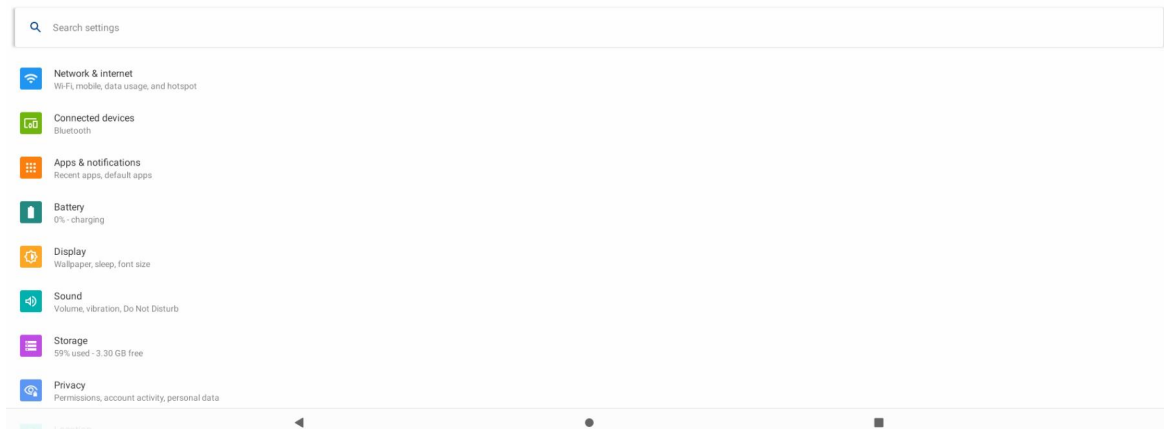 Search settings
Network & internet
Wi-Fi, mobile, data usage, and hotspot
Connected devices
Bluetooth
Apps & notifications
Recent apps, default apps
Battery
0% - charging
Display
Wallpaper, sleep, font size
Sound
Volume, vibration, Do Not Disturb
Storage
59% used - 3.30 GB free
Privacy
Permissions, account activity, personal data